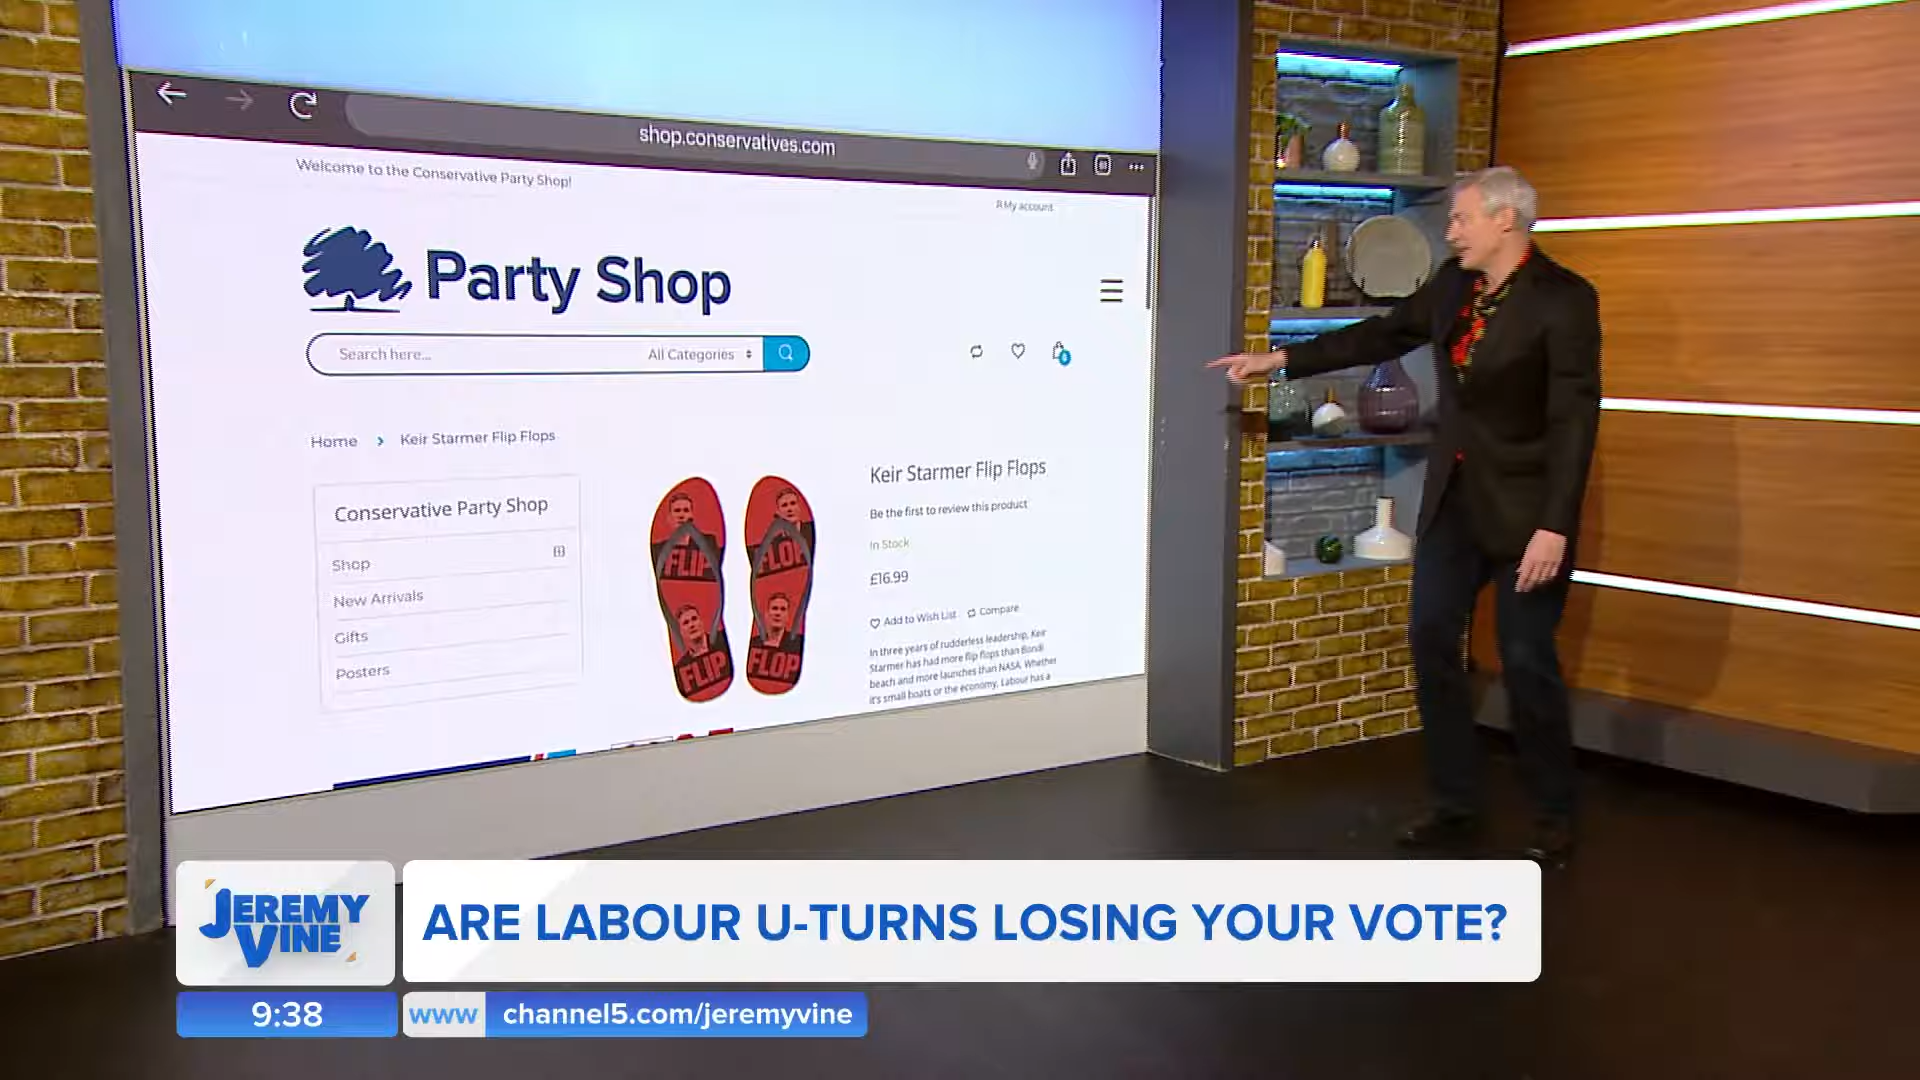 shop.conservatives.com
Welcome to the Conservative Party Shop!
My account
Party Shop
Search here...
All Categories
Home > Keir Starmer Flip Flops
Conservative Party Shop
Shop
New Arrivals
Gifts
Posters
FLIP
FLOP
FLIP
FLOP
Keir Starmer Flip Flops
Be the first to review this product
In Stock
£16.99
Add to Wish List
Compare
In three years of rudderless leadership, Keir
Starmer has had more flip flops than Bondi
beach and more launches than NASA. Whether
it's small boats or the economy, Labour has a
JEREMY
VINE
ARE LABOUR U-TURNS LOSING YOUR VOTE?
9:38
www
channel5.com/jeremyvine